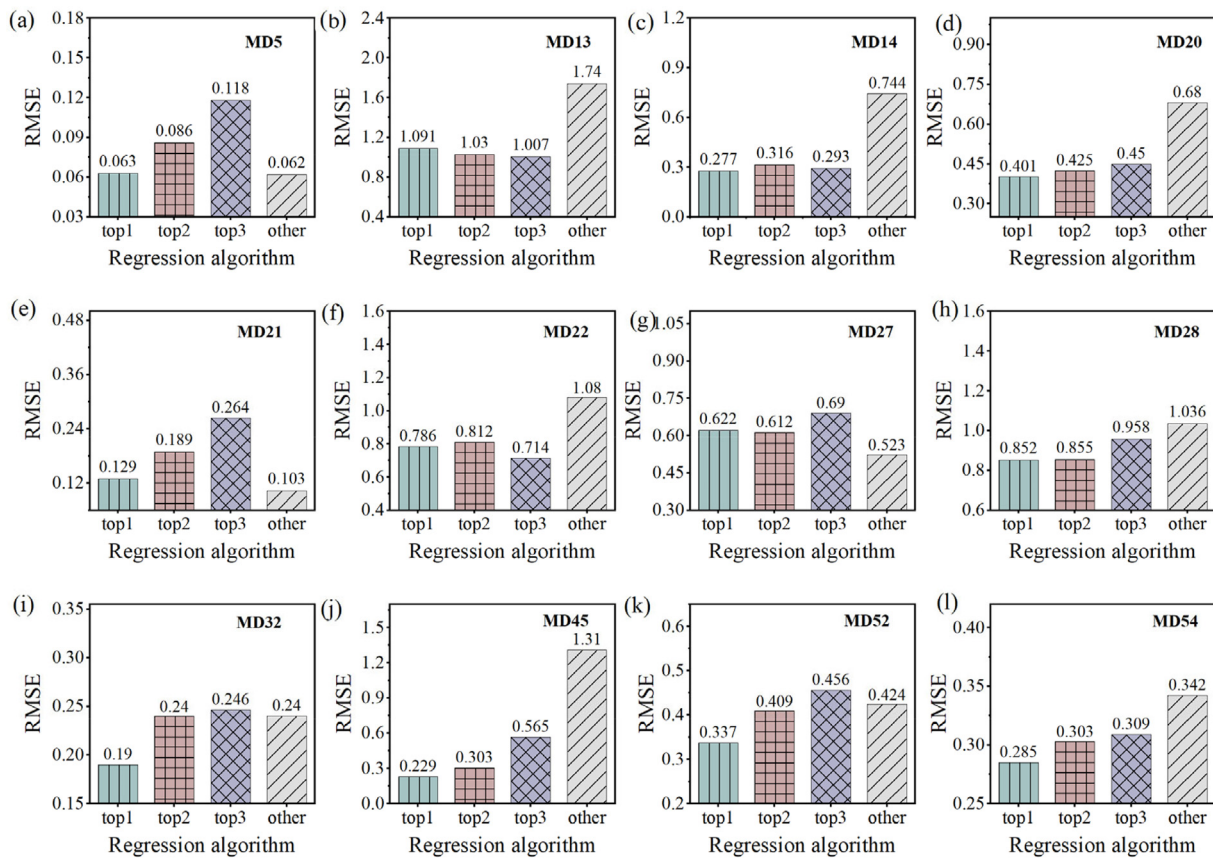 (a)
RMSE
0.18
0.15
0.12
0.09
0.06
0.03
MD5
0.063
0.086
0.118
0.062
top1 top2 top3 other
Regression algorithm
(b)
RMSE
2.4
2.0
1.6
1.2
0.8
0.4
MD13
1.091
1.03
1.007
1.74
top1 top2 top3 other
Regression algorithm
(c)
RMSE
1.2
0.9
0.6
0.3
0.0
MD14
0.277
0.316
0.293
0.744
top1 top2 top3 other
Regression algorithm
(d)
RMSE
0.90
0.75
0.60
0.45
0.30
MD20
0.401
0.425
0.45
0.68
top1 top2 top3 other
Regression algorithm
(e)
RMSE
0.48
0.36
0.24
0.12
MD21
0.129
0.189
0.264
0.103
top1 top2 top3 other
Regression algorithm
(f)
RMSE
1.6
1.4
1.2
1.0
0.8
0.6
0.4
MD22
0.786
0.812
0.714
1.08
top1 top2 top3 other
Regression algorithm
(g)
RMSE
1.05
0.90
0.75
0.60
0.45
0.30
MD27
0.622
0.612
0.69
0.523
top1 top2 top3 other
Regression algorithm
(h)
RMSE
1.6
1.4
1.2
1.0
0.8
0.6
MD28
0.852
0.855
0.958
1.036
top1 top2 top3 other
Regression algorithm
(i)
RMSE
0.35
0.30
0.25
0.20
0.15
MD32
0.19
0.24
0.246
0.24
top1 top2 top3 other
Regression algorithm
(j)
RMSE
1.5
1.2
0.9
0.6
0.3
0.0
MD45
0.229
0.303
0.565
1.31
top1 top2 top3 other
Regression algorithm
(k)
RMSE
0.6
0.5
0.4
0.3
0.2
MD52
0.337
0.409
0.456
0.424
top1 top2 top3 other
Regression algorithm
(l)
RMSE
0.40
0.35
0.30
0.25
MD54
0.285
0.303
0.309
0.342
top1 top2 top3 other
Regression algorithm